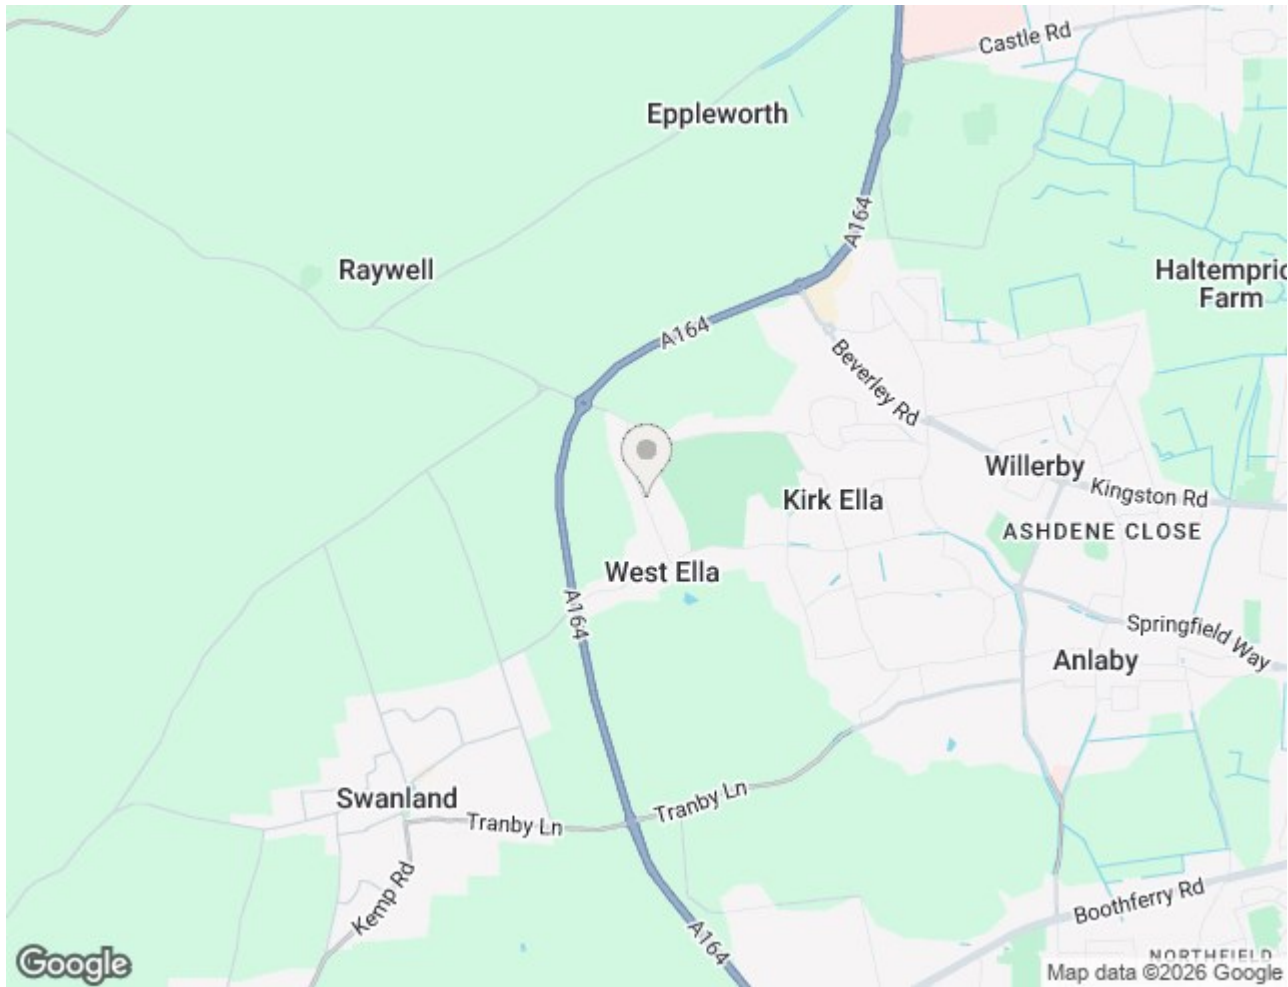 Castle Rd
Eppleworth
A164
Raywell
Haltempric
Farm
A164
Beverley Rd
Willerby
Kingston Rd
Kirk Ella
ASHDENE CLOSE
West Ella
A164
Springfield Way
Anlaby
Swanland
Tranby Ln
Tranby Ln
Kemp Rd
Boothferry Rd
A164
NORTHFIELD
Google
Map data ©2026 Google